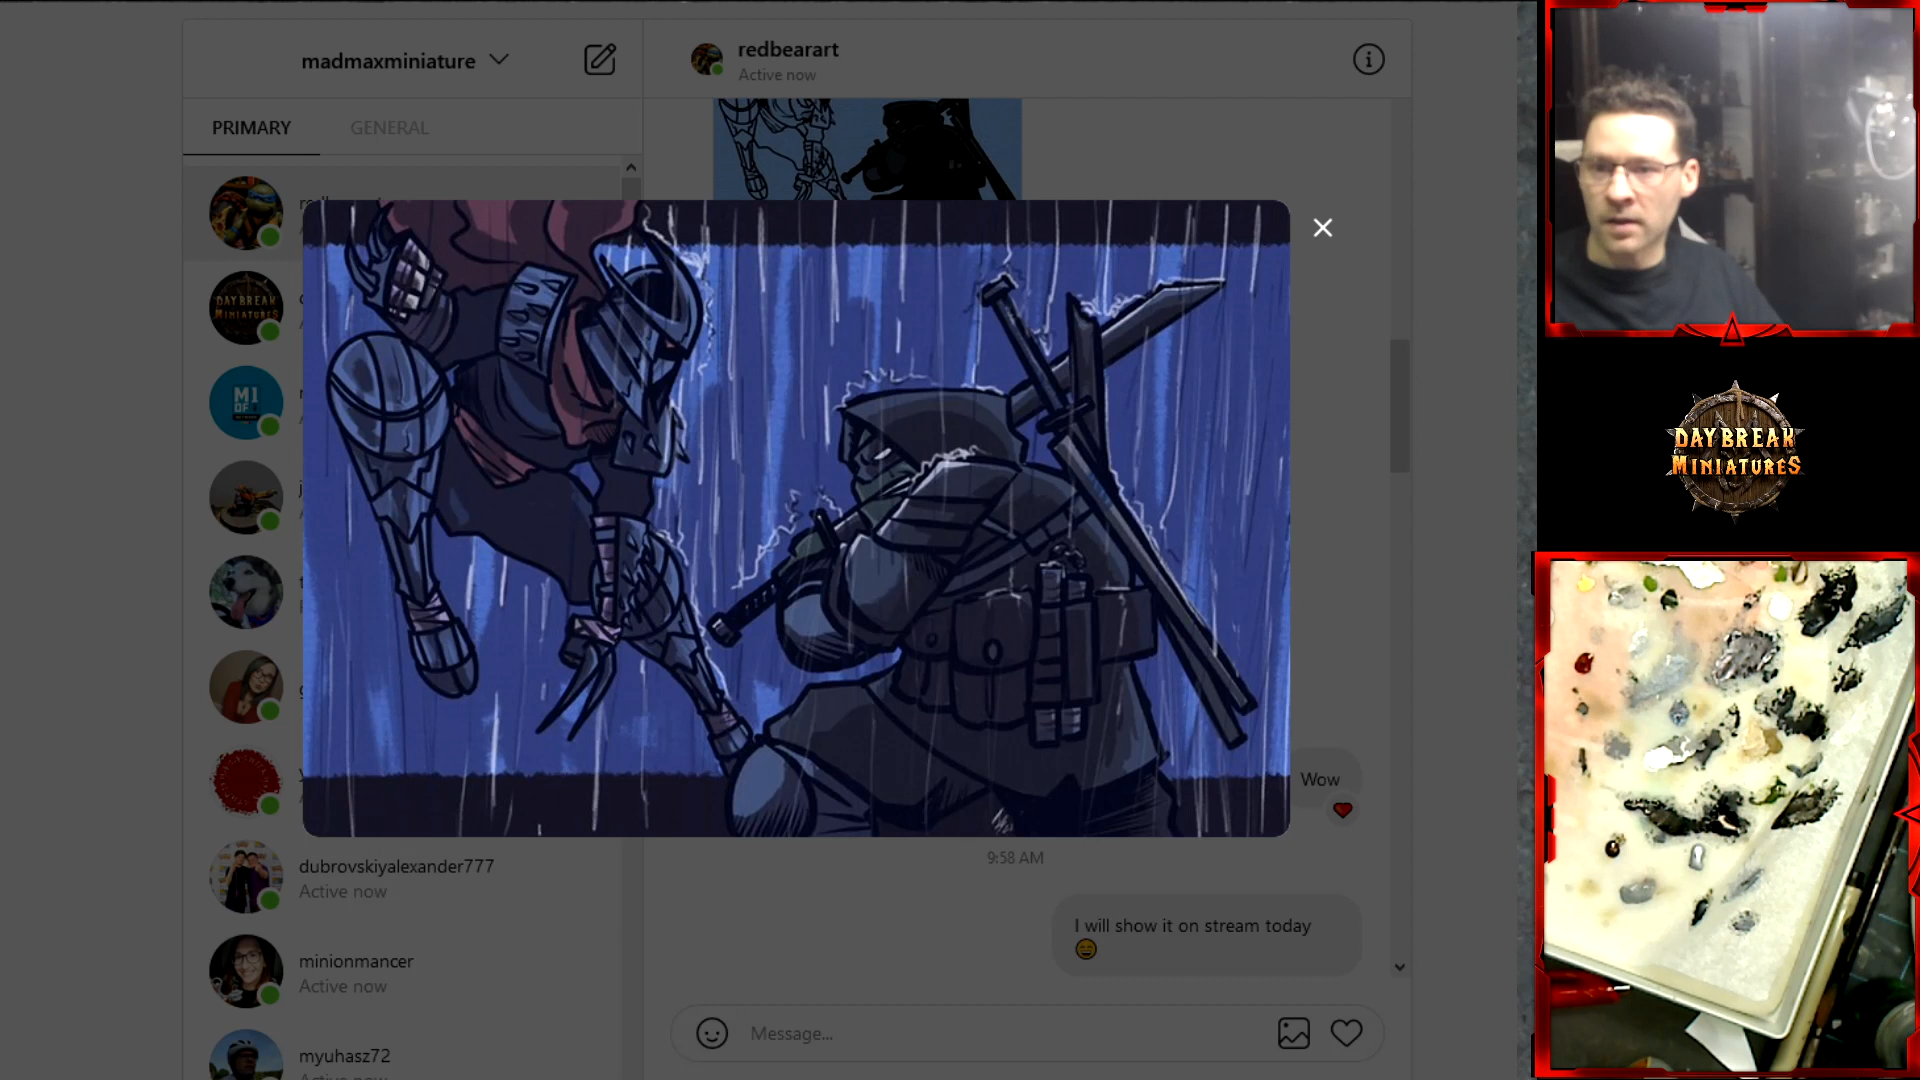 madmaxminiature
redbearart
Active now
PRIMARY
GENERAL
DAYBREAK
MINIATURES
M1
Wow
9:58 AM
I will show it on stream today
dubrovskiyalexander777
Active now
minionmancer
Active now
myuhasz72
Message...
DAYBREAK
MINIATURES